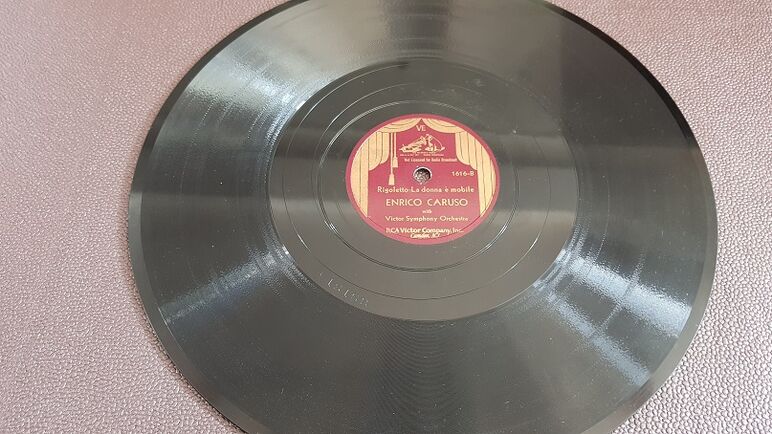 VE
Not Licensed for Radio Broadcast
1616-B
Rigoletto-La donna è mobile
ENRICO CARUSO
with
Victor Symphony Orchestra
RCA Victor Company, Inc.
Camden, N.J.